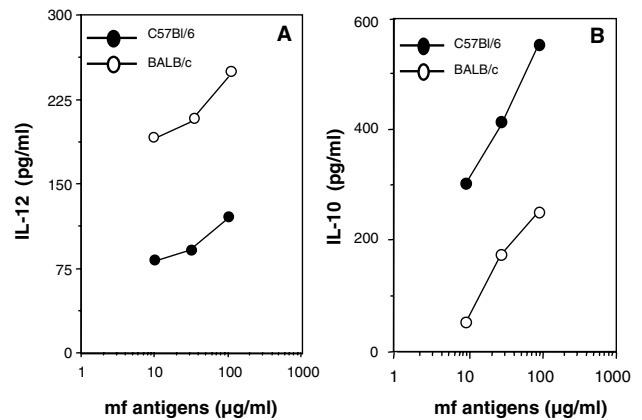 A
C57Bl/6
BALB/c
300
225
150
75
0
IL-12 (pg/ml)
1 10 100 1000
mf antigens (µg/ml)
B
C57Bl/6
BALB/c
600
400
200
0
IL-10 (pg/ml)
1 10 100 1000
mf antigens (µg/ml)